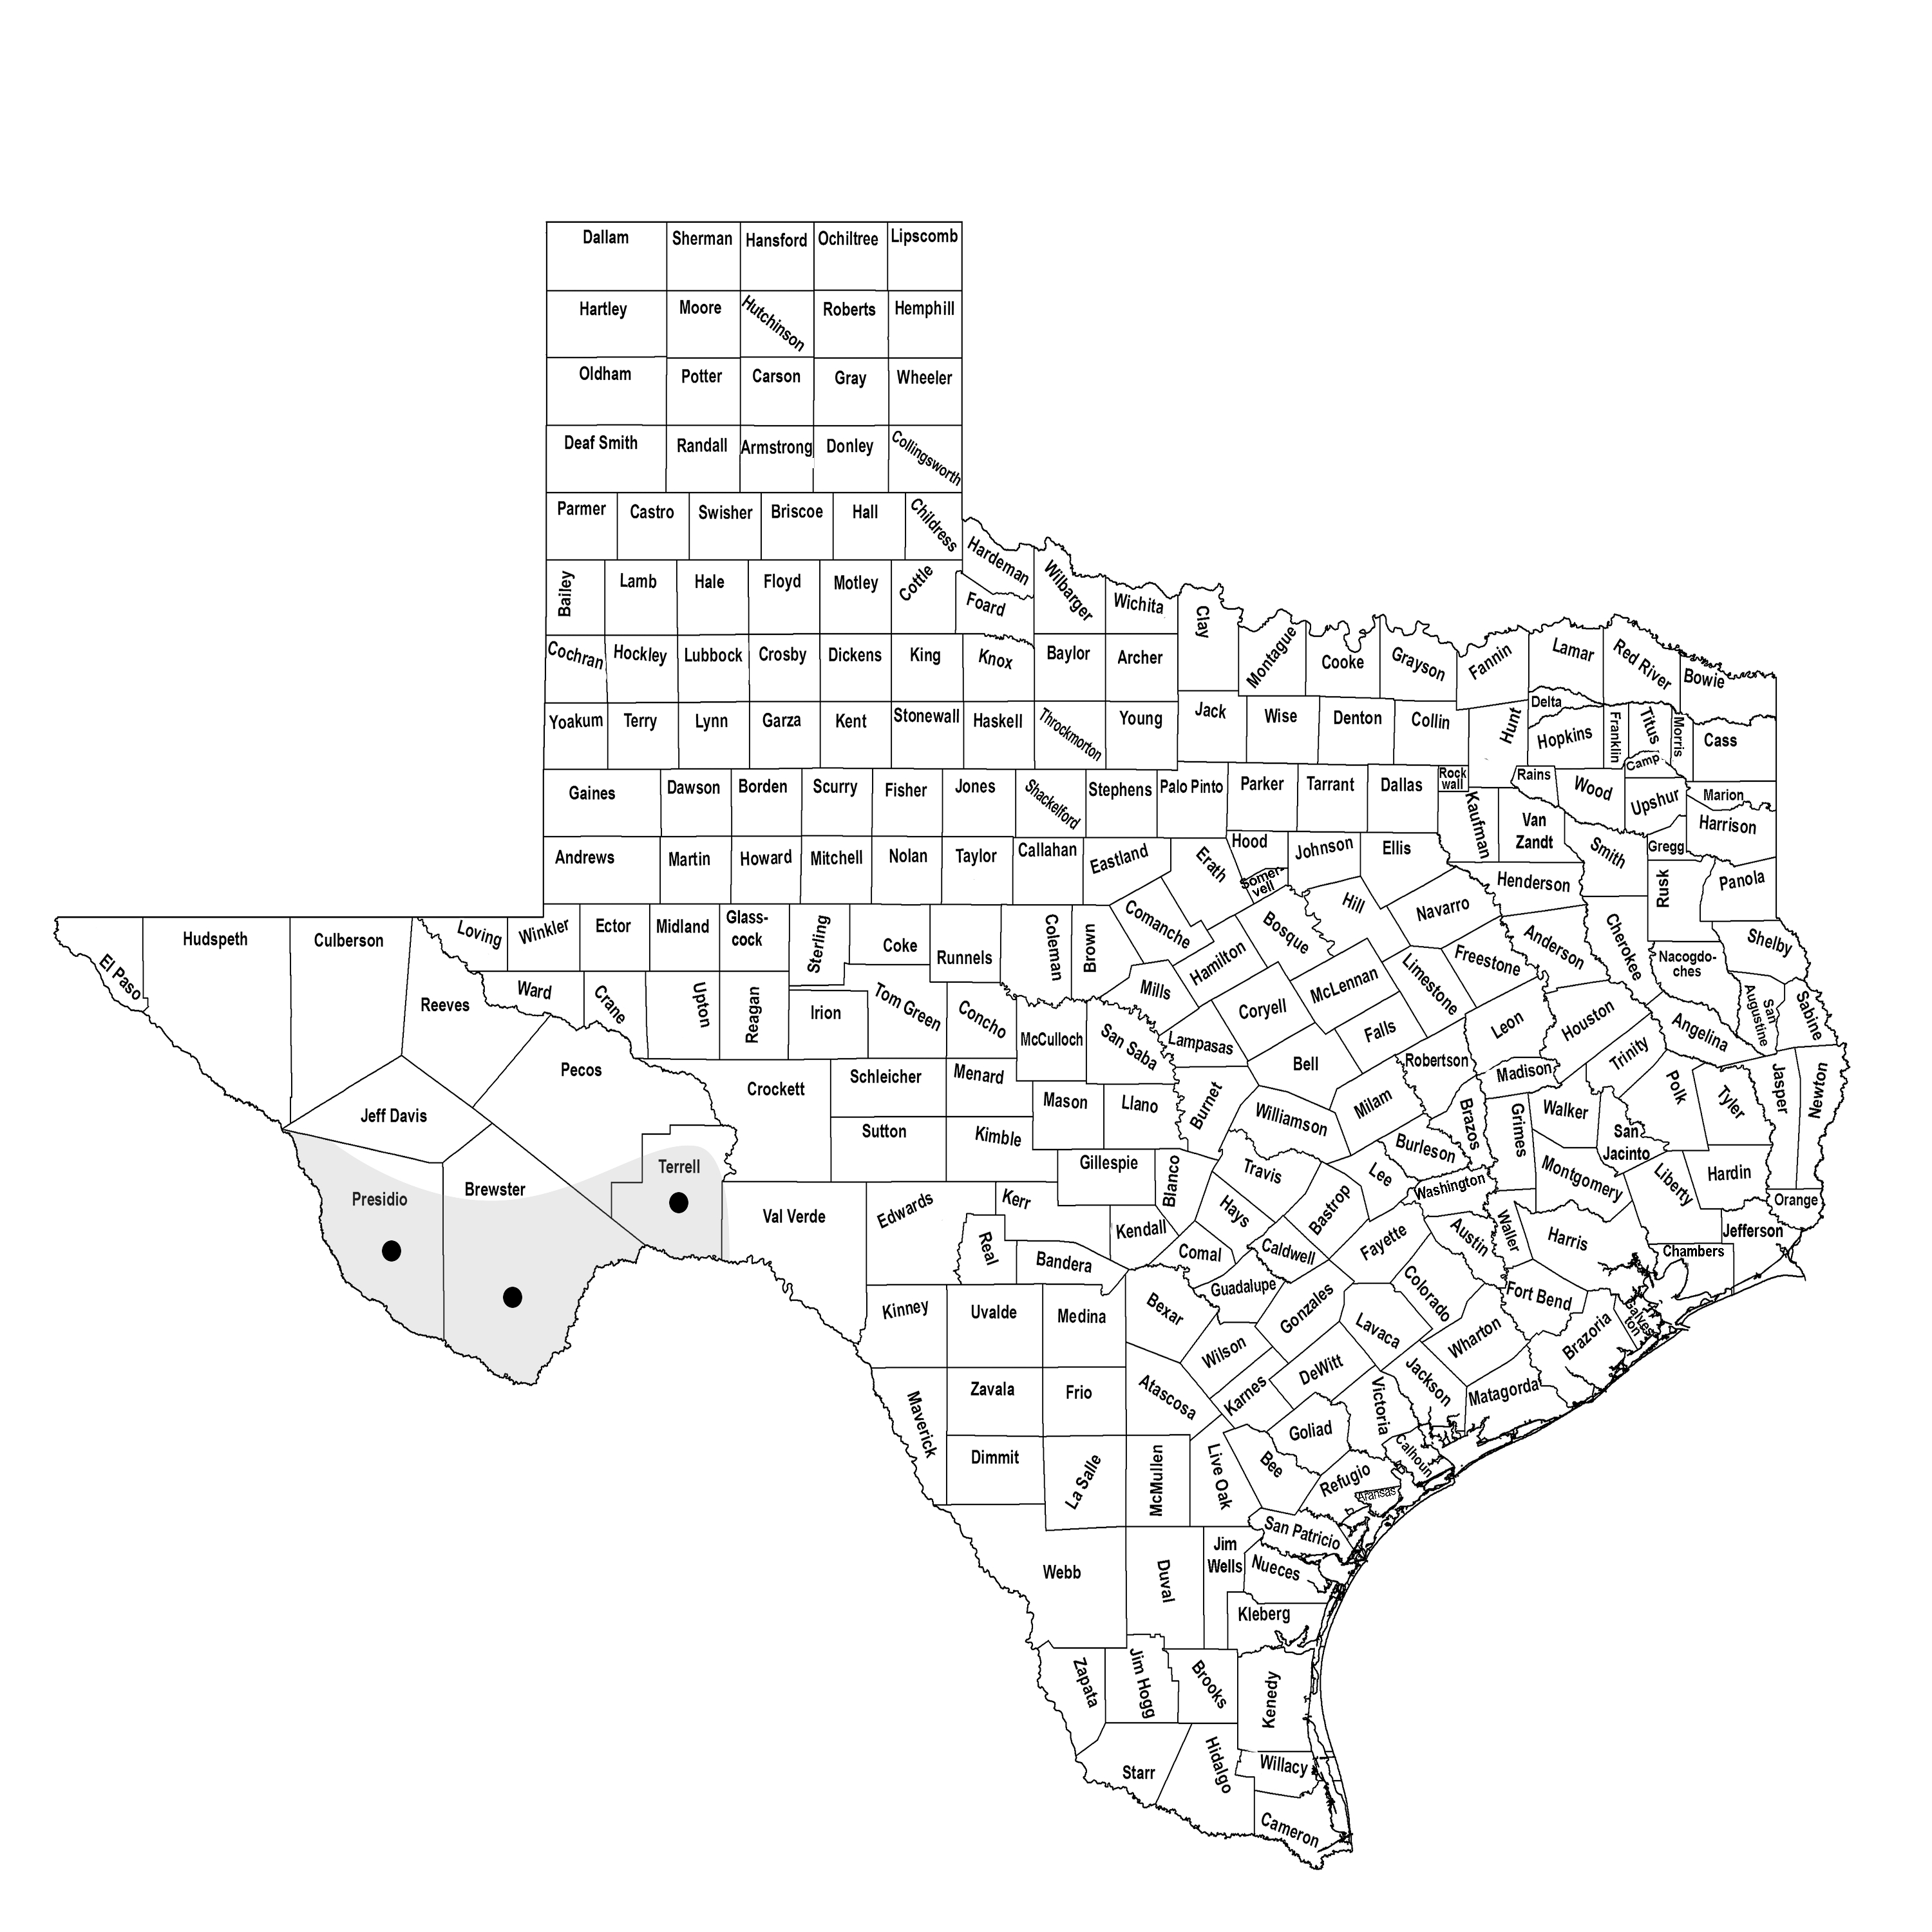 Dallam
Sherman
Hansford
Ochiltree
Lipscomb
Hartley
Moore
Hutchinson
Roberts
Hemphill
Oldham
Potter
Carson
Gray
Wheeler
Deaf Smith
Randall
Armstrong
Donley
Collingsworth
Parmer
Castro
Swisher
Briscoe
Hall
Childress
Hardeman
Bailey
Lamb
Hale
Floyd
Motley
Cottle
Foard
Wilbarger
Wichita
Clay
Montague
Cooke
Grayson
Fannin
Lamar
Red River
Bowie
Cochran
Hockley
Lubbock
Crosby
Dickens
King
Knox
Baylor
Archer
Yoakum
Terry
Lynn
Garza
Kent
Stonewall
Haskell
Throckmorton
Young
Jack
Wise
Denton
Collin
Hunt
Delta
Hopkins
Franklin
Titus
Morris
Cass
Camp
Gaines
Dawson
Borden
Scurry
Fisher
Jones
Shackelford
Stephens
Palo Pinto
Parker
Tarrant
Dallas
Rock
wall
Kaufman
Rains
Wood
Upshur
Marion
Harrison
Van
Zandt
Smith
Gregg
Andrews
Martin
Howard
Mitchell
Nolan
Taylor
Callahan
Eastland
Erath
Hood
Somer-
vell
Johnson
Ellis
Henderson
Rusk
Panola
El Paso
Hudspeth
Culberson
Loving
Winkler
Ector
Midland
Glass-
cock
Sterling
Coke
Runnels
Coleman
Brown
Comanche
Hamilton
Bosque
Hill
Navarro
Anderson
Cherokee
Nacogdo-
ches
Shelby
Reeves
Ward
Crane
Upton
Reagan
Irion
Tom Green
Concho
McCulloch
San Saba
Mills
Lampasas
Coryell
McLennan
Limestone
Freestone
Falls
Leon
Houston
Angelina
San
Augustine
Sabine
Jeff Davis
Pecos
Crockett
Schleicher
Menard
Mason
Llano
Burnet
Bell
Williamson
Milam
Robertson
Madison
Brazos
Grimes
Walker
Trinity
Polk
Tyler
Jasper
Newton
San
Jacinto
Sutton
Kimble
Gillespie
Blanco
Travis
Lee
Burleson
Washington
Montgomery
Liberty
Hardin
Orange
Presidio
Brewster
Terrell
Val Verde
Edwards
Kerr
Real
Kendall
Bandera
Hays
Comal
Caldwell
Bastrop
Fayette
Austin
Waller
Harris
Chambers
Jefferson
Kinney
Uvalde
Medina
Bexar
Guadalupe
Gonzales
Colorado
Fort Bend
Galves
ton
Brazoria
Wilson
Lavaca
Wharton
Maverick
Zavala
Frio
Atascosa
Karnes
DeWitt
Victoria
Jackson
Matagorda
Dimmit
La Salle
McMullen
Live Oak
Bee
Goliad
Refugio
Calhoun
Aransas
San Patricio
Webb
Duval
Jim
Wells
Nueces
Kleberg
Zapata
Jim Hogg
Brooks
Kenedy
Starr
Hidalgo
Willacy
Cameron